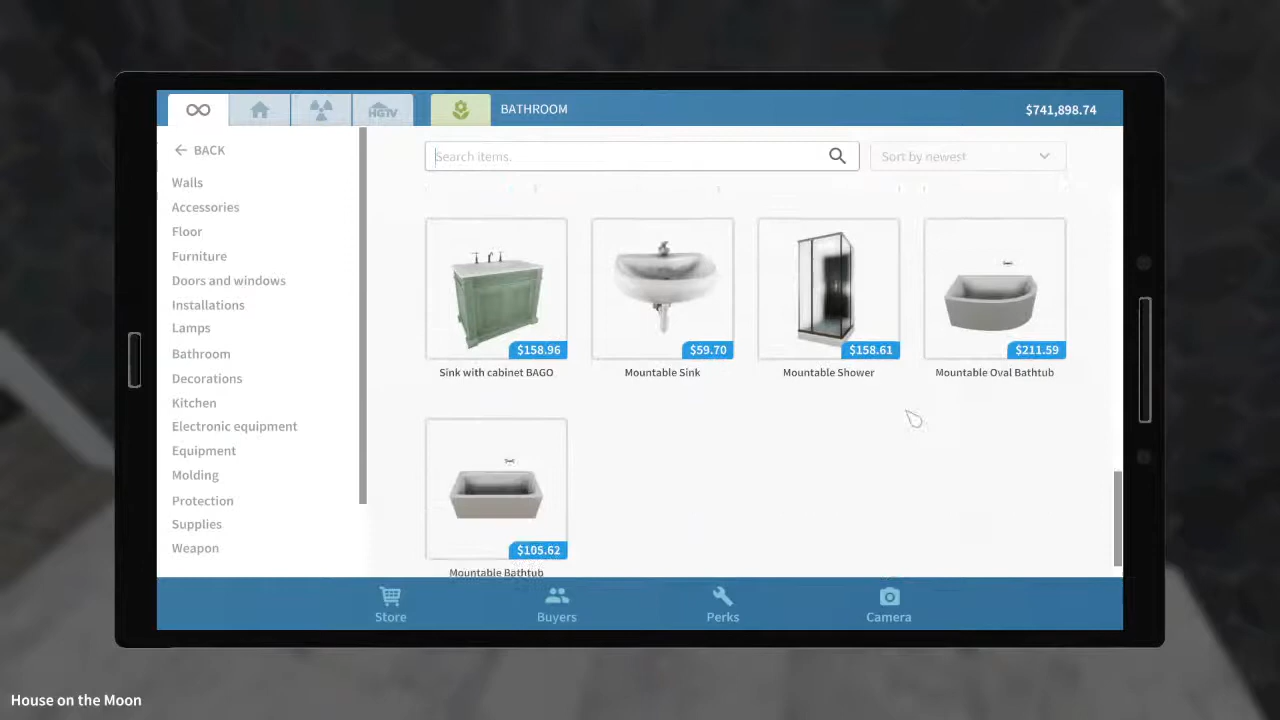 HGTV
BATHROOM
$741,898.74
BACK
Search items.
Sort by newest
Walls
Accessories
Floor
Furniture
Doors and windows
Installations
Lamps
Bathroom
Decorations
Kitchen
Electronic equipment
Equipment
Molding
Protection
Supplies
Weapon
$158.96
$59.70
$158.61
$211.59
Sink with cabinet BAGO
Mountable Sink
Mountable Shower
Mountable Oval Bathtub
$105.62
Mountable Bathtub
Store
Buyers
Perks
Camera
House on the Moon